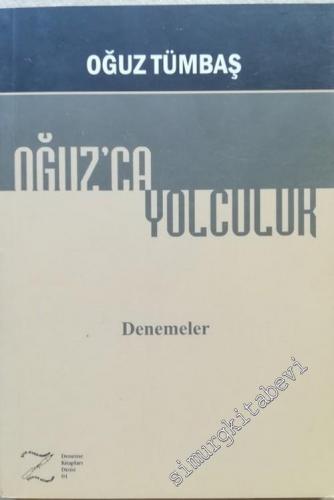 OĞUZ TÜMBAŞ
OĞUZ'CA
YOLCULUK
Denemeler
Deneme
Kitapları
Dizisi
01
simurgkitabevi